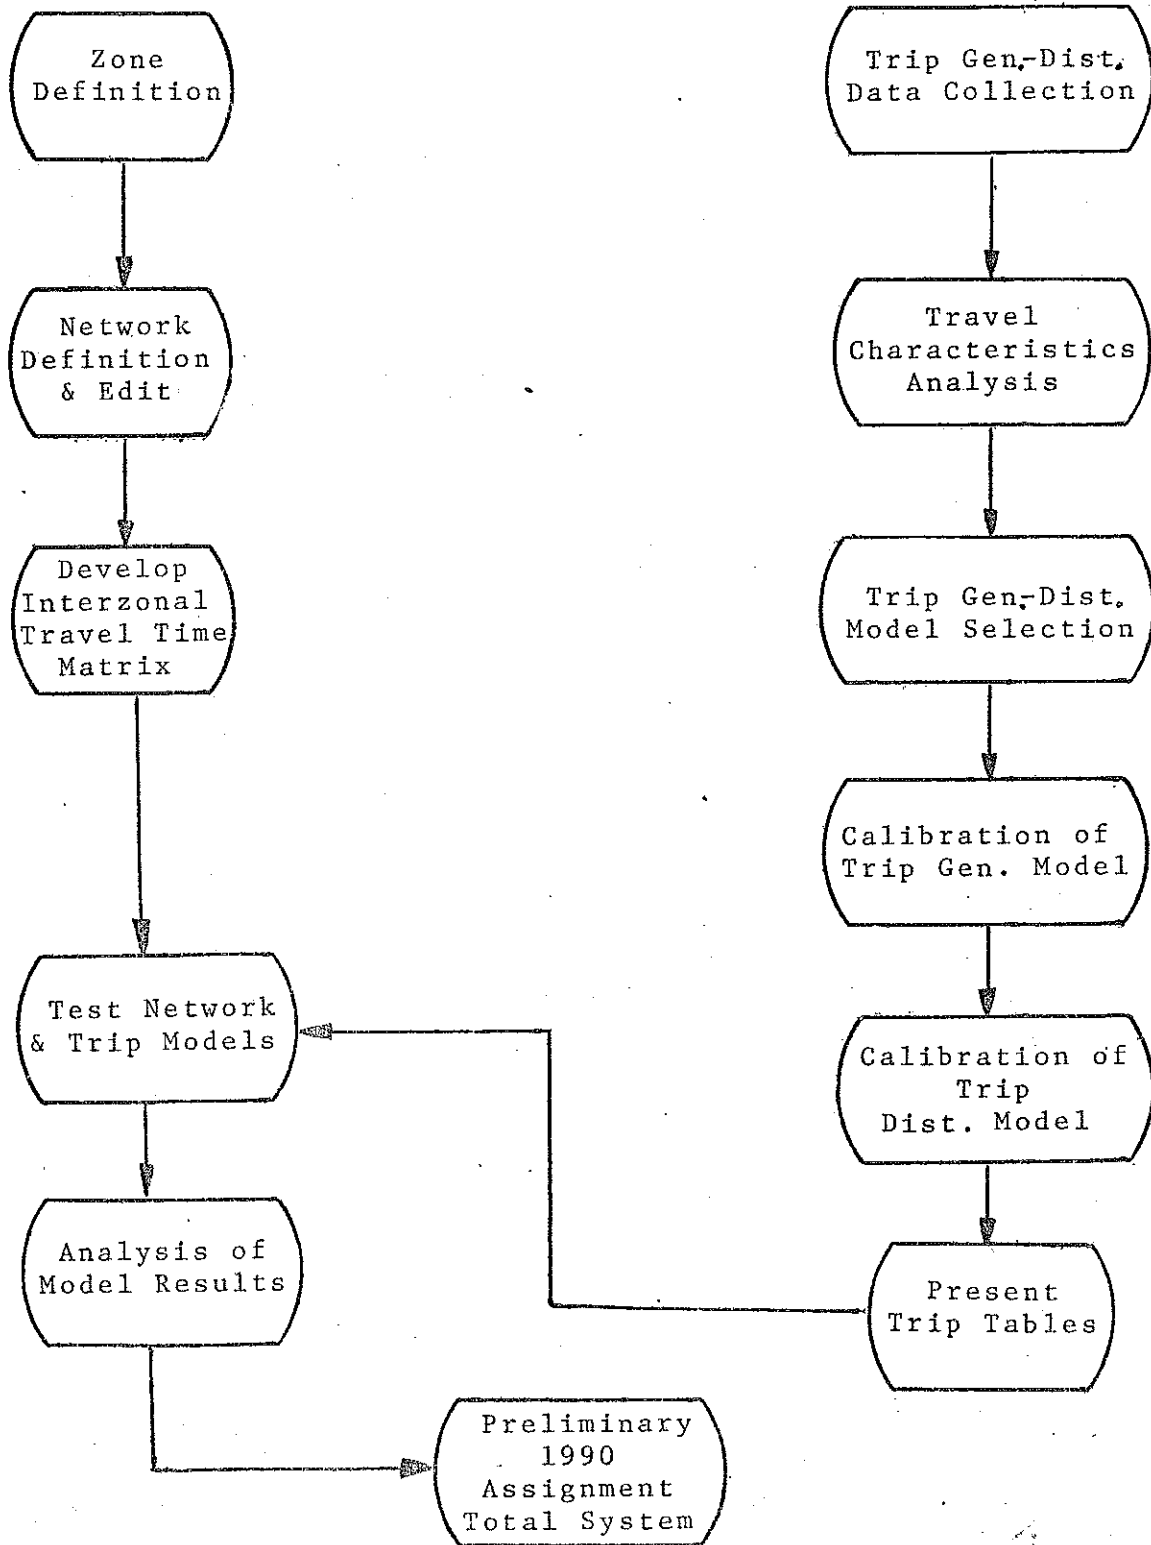 Zone
Definition
Network
Definition
& Edit
Develop
Interzonal
Travel Time
Matrix
Test Network
& Trip Models
Analysis of
Model Results
Trip Gen.-Dist.
Data Collection
Travel
Characteristics
Analysis
Trip Gen.-Dist.
Model Selection
Calibration of
Trip Gen. Model
Calibration of
Trip
Dist. Model
Present
Trip Tables
Preliminary
1990
Assignment
Total System